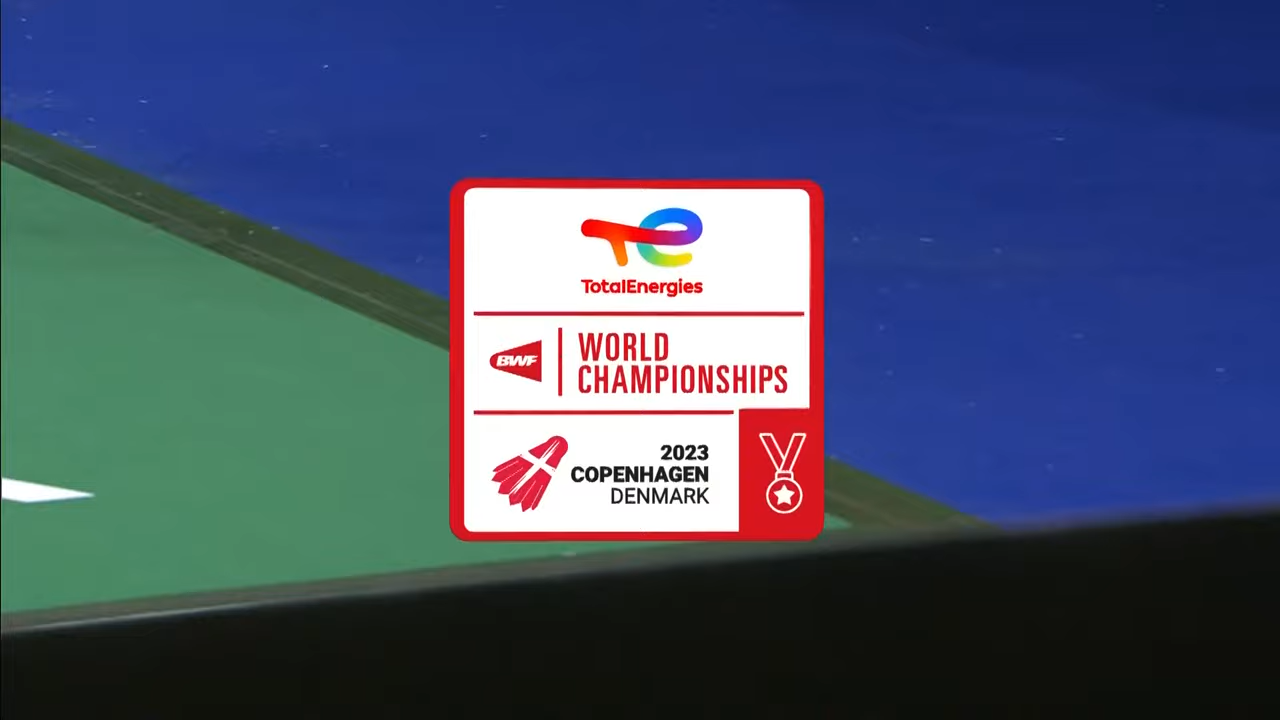 TotalEnergies
BWF
WORLD
CHAMPIONSHIPS
2023
COPENHAGEN
DENMARK